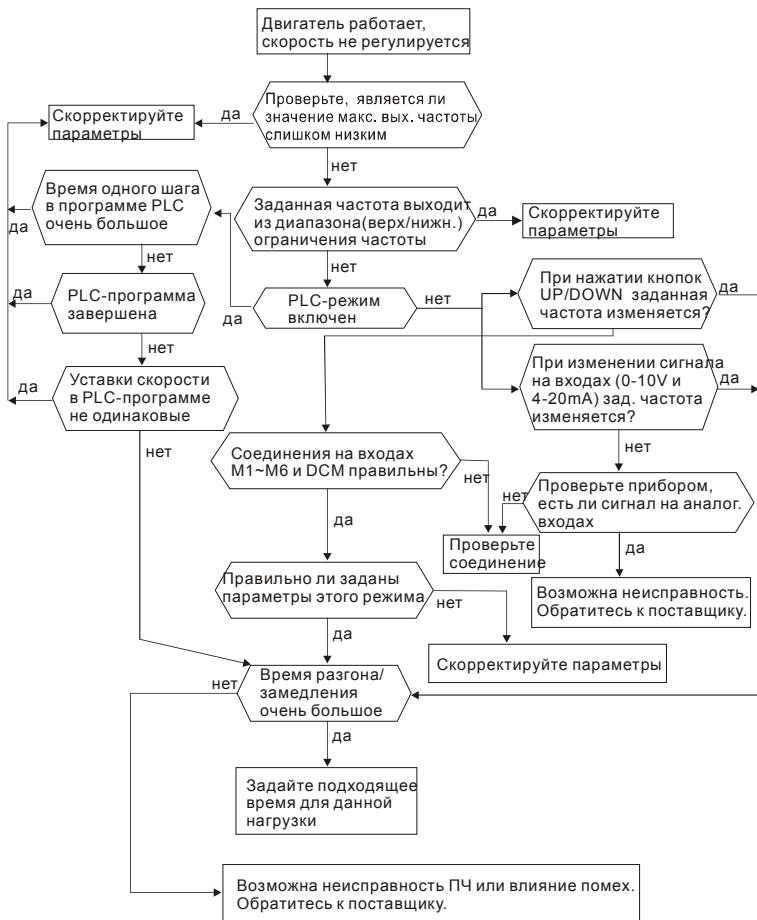 Двигатель работает,
скорость не регулируется
Проверьте, является ли
значение макс. вых. частоты
слишком низким
да
Скорректируйте
параметры
нет
Время одного шага
в программе PLC
очень большое
Заданная частота выходит
из диапазона(верх/нижн.)
ограничения частоты
да
Скорректируйте
параметры
да
нет
нет
PLC-программа
завершена
да
да
PLC-режим
включен
нет
При нажатии кнопок
UP/DOWN заданная
частота изменяется?
да
нет
Уставки скорости
в PLC-программе
не одинаковые
да
При изменении сигнала
на входах (0-10V и
4-20mA) зад. частота
изменяется?
да
нет
нет
Соединения на входах
M1~M6 и DCM правильны?
нет
нет
Проверьте прибором,
есть ли сигнал на аналог.
входах
да
Проверьте
соединение
да
Возможна неисправность.
Обратитесь к поставщику.
Правильно ли заданы
параметры этого режима
нет
да
Скорректируйте параметры
нет
Время разгона/
замедления
очень большое
да
Задайте подходящее
время для данной
нагрузки
Возможна неисправность ПЧ или влияние помех.
Обратитесь к поставщику.